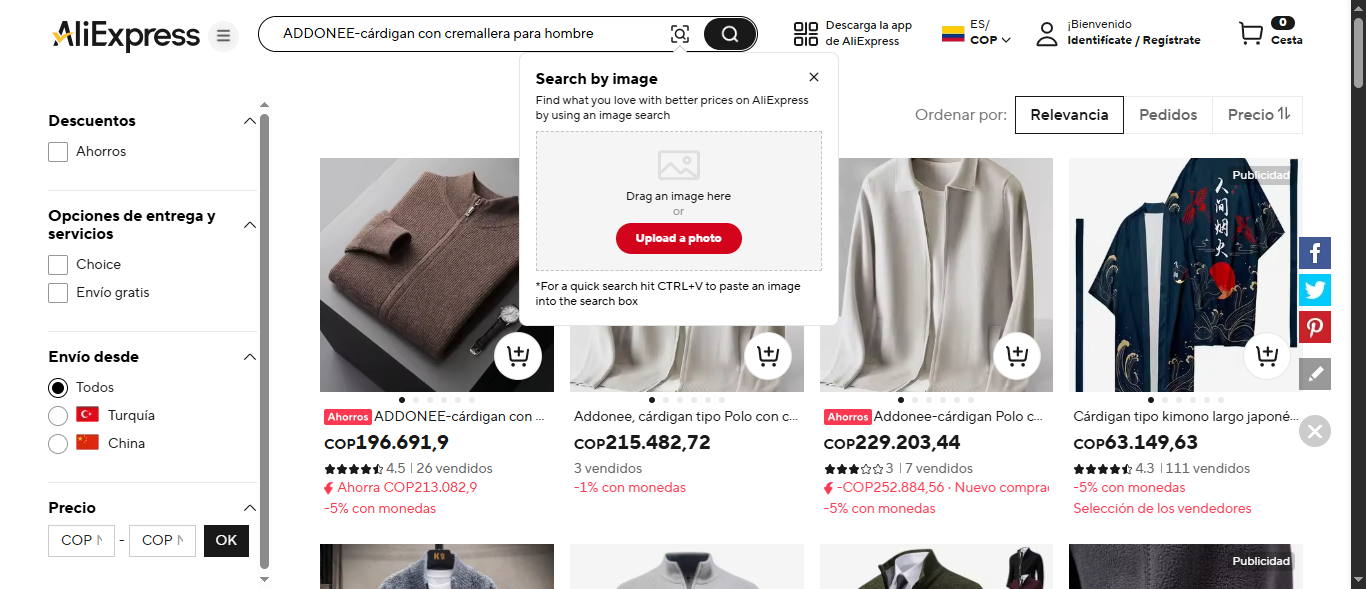 AliExpress
ADDONEE-cárdigan con cremallera para hombre
Descarga la app
de AliExpress
ES/
COP
¡Bienvenido
Identifícate / Regístrate
0
Cesta
Search by image
Find what you love with better prices on AliExpress
by using an image search
Drag an image here
or
Upload a photo
*For a quick search hit CTRL+V to paste an image
into the search box
Descuentos
Ahorros
Opciones de entrega y
servicios
Choice
Envío gratis
Envío desde
Todos
Turquía
China
Precio
COP
-
COP
OK
Ordenar por:
Relevancia
Pedidos
Precio
Ahorros ADDONEE-cárdigan con ...
COP196.691,9
4.5 | 26 vendidos
Ahorra COP213.082,9
-5% con monedas
Addonee, cárdigan tipo Polo con c...
COP215.482,72
3 vendidos
-1% con monedas
Ahorros Addonee-cárdigan Polo c...
COP229.203,44
3 | 7 vendidos
-COP252.884,56 · Nuevo comprad
-5% con monedas
Publicidad
人间烟火
Cárdigan tipo kimono largo japoné...
COP63.149,63
4.3 | 111 vendidos
-5% con monedas
Selección de los vendedores
Publicidad